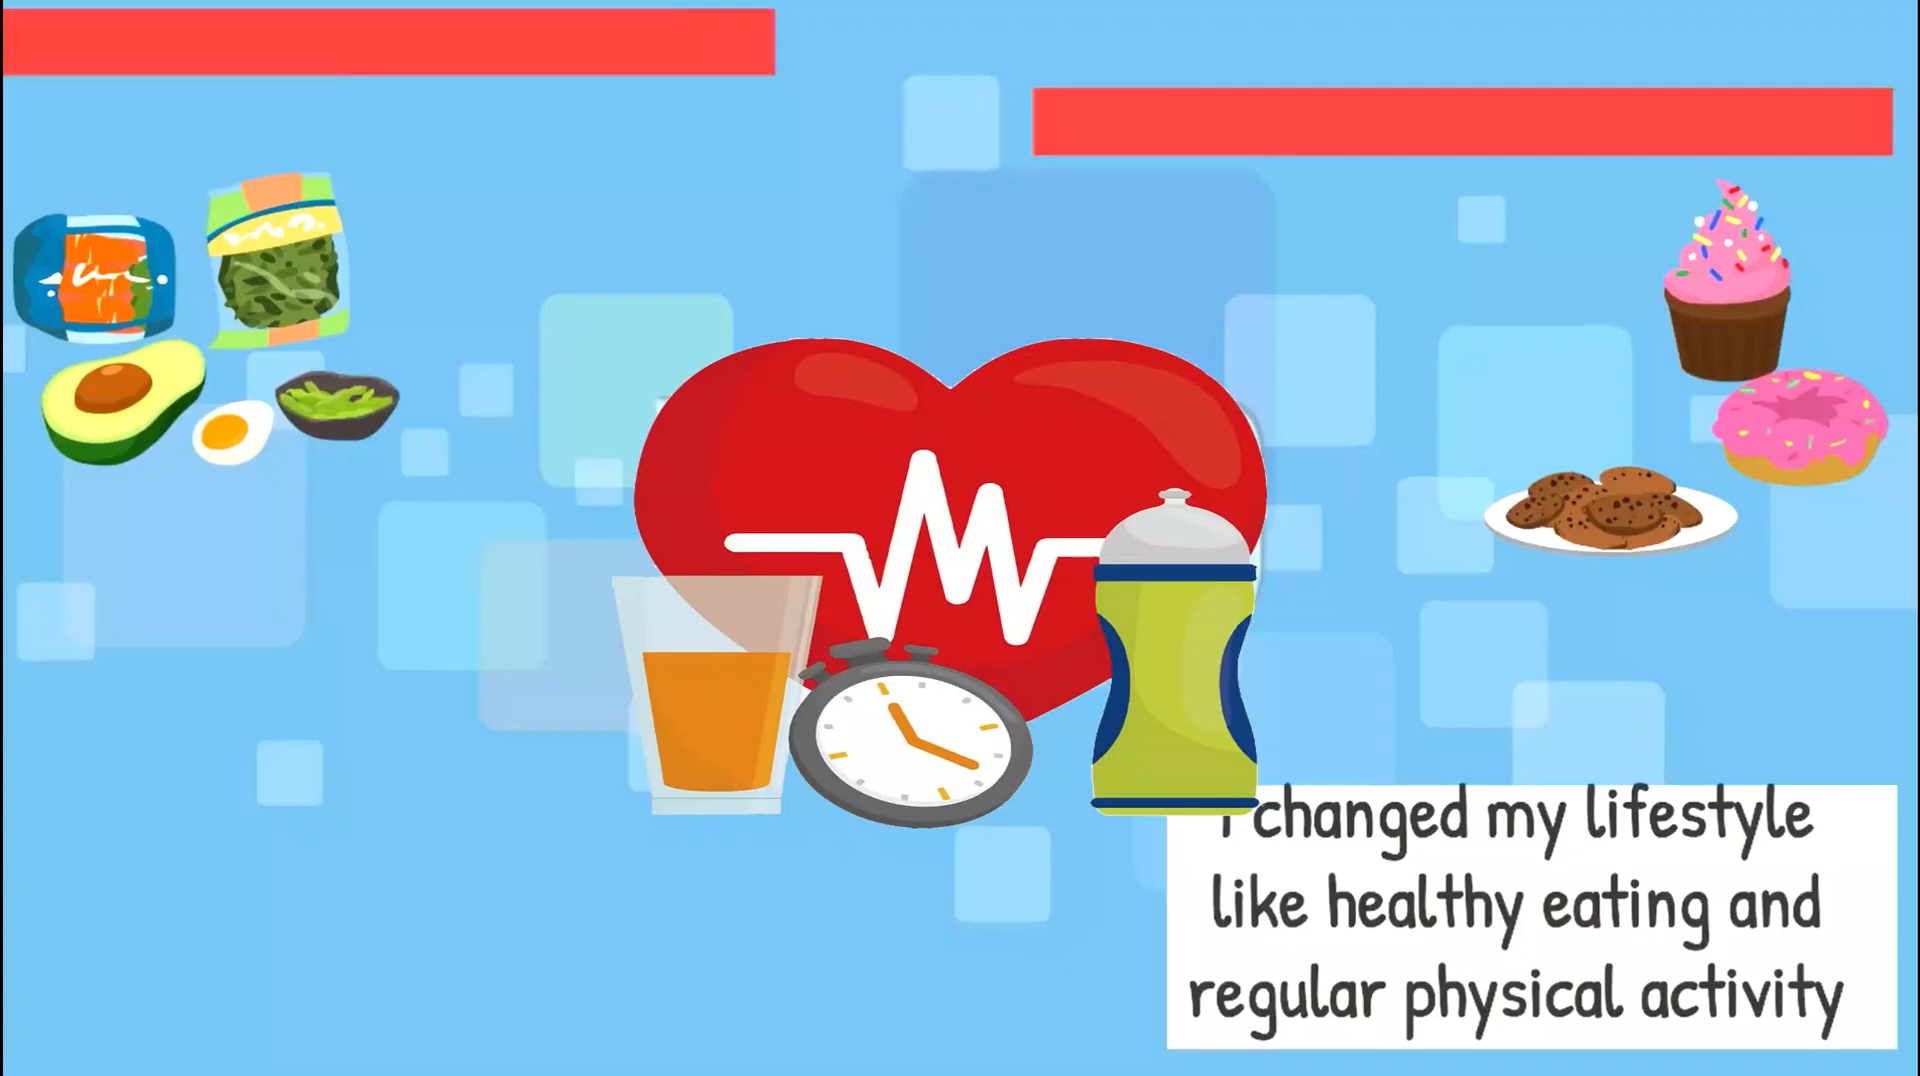 I changed my lifestyle
like healthy eating and
regular physical activity